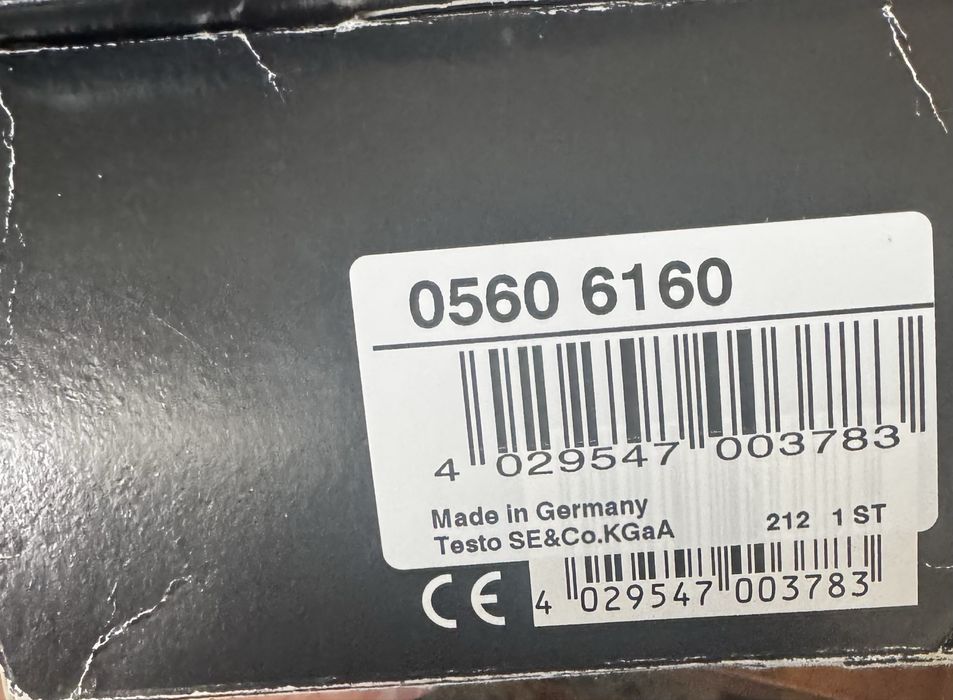 0560 6160
4 029547 003783
Made in Germany
Testo SE&Co.KGaA 212 1 ST
CE 4 029547 003783